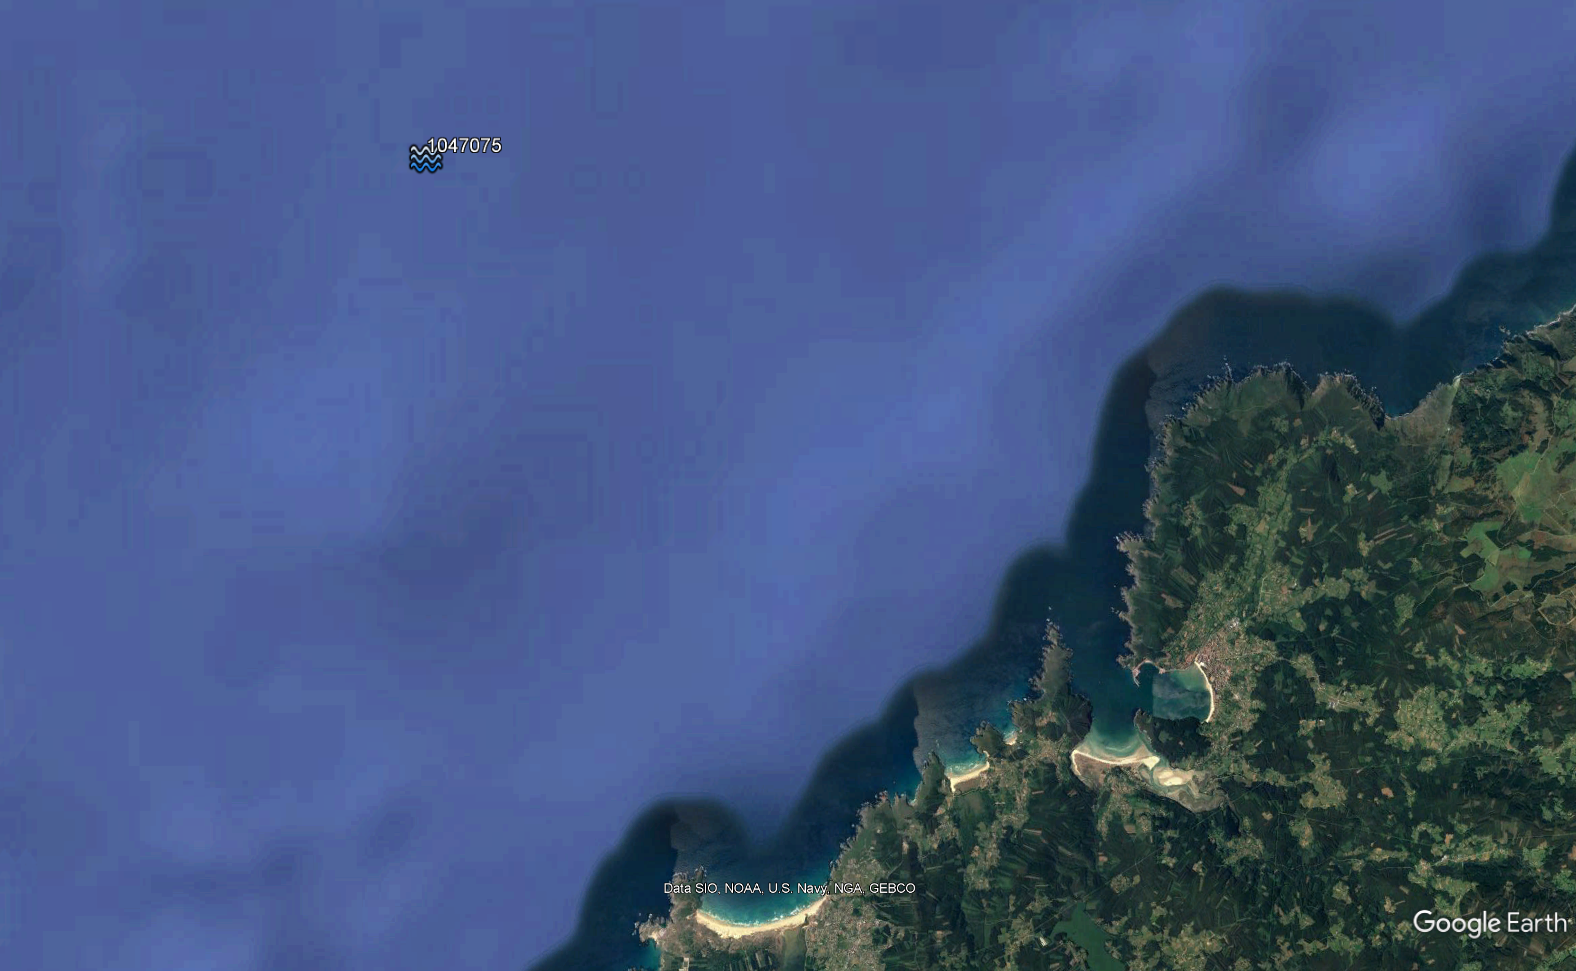 1047075
Data SIO, NOAA, U.S. Navy, NGA, GEBCO
Google Earth